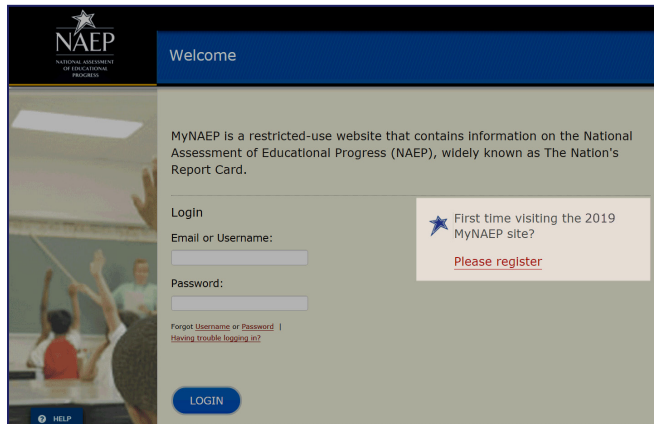 NAEP
NATIONAL ASSESSMENT
OF EDUCATIONAL
PROGRESS
Welcome
MyNAEP is a restricted-use website that contains information on the National
Assessment of Educational Progress (NAEP), widely known as The Nation's
Report Card.
Login
Email or Username:
Password:
Forgot Username or Password |
Having trouble logging in?
LOGIN
First time visiting the 2019
MyNAEP site?
Please register
? HELP